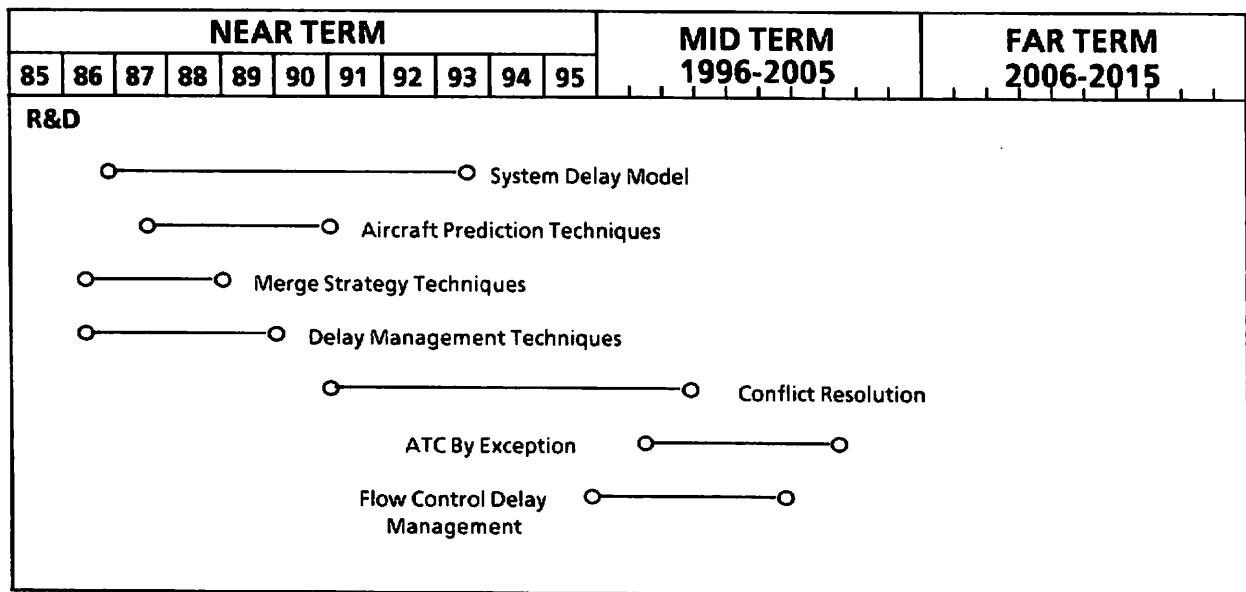 NEAR TERM
MID TERM
1996-2005
FAR TERM
2006-2015
85 86 87 88 89 90 91 92 93 94 95
R&D
System Delay Model
Aircraft Prediction Techniques
Merge Strategy Techniques
Delay Management Techniques
Conflict Resolution
ATC By Exception
Flow Control Delay
Management